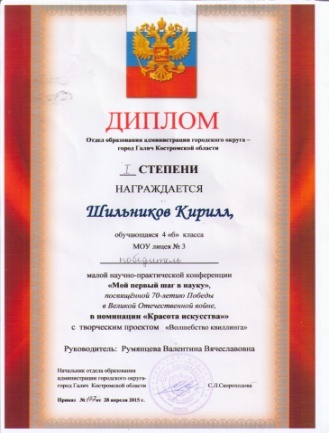 ДИПЛОМ
Отдел образования администрации городского округа –
город Галич Костромской области
I СТЕПЕНИ
НАГРАЖДАЕТСЯ
Шильников Кирилл,
обучающаяся 4 «б» класса
МОУ лицея № 3
победитель
малой научно-практической конференции
«Мой первый шаг в науку»,
посвящённой 70-летию Победы
в Великой Отечественной войне,
в номинации «Красота искусства»»
с творческим проектом «Волшебство квиллинга»
Руководитель: Румянцева Валентина Вячеславовна
Начальник отдела образования
администрации городского округа-
город Галич Костромской области
Приказ № от 28 апреля 2015 г.